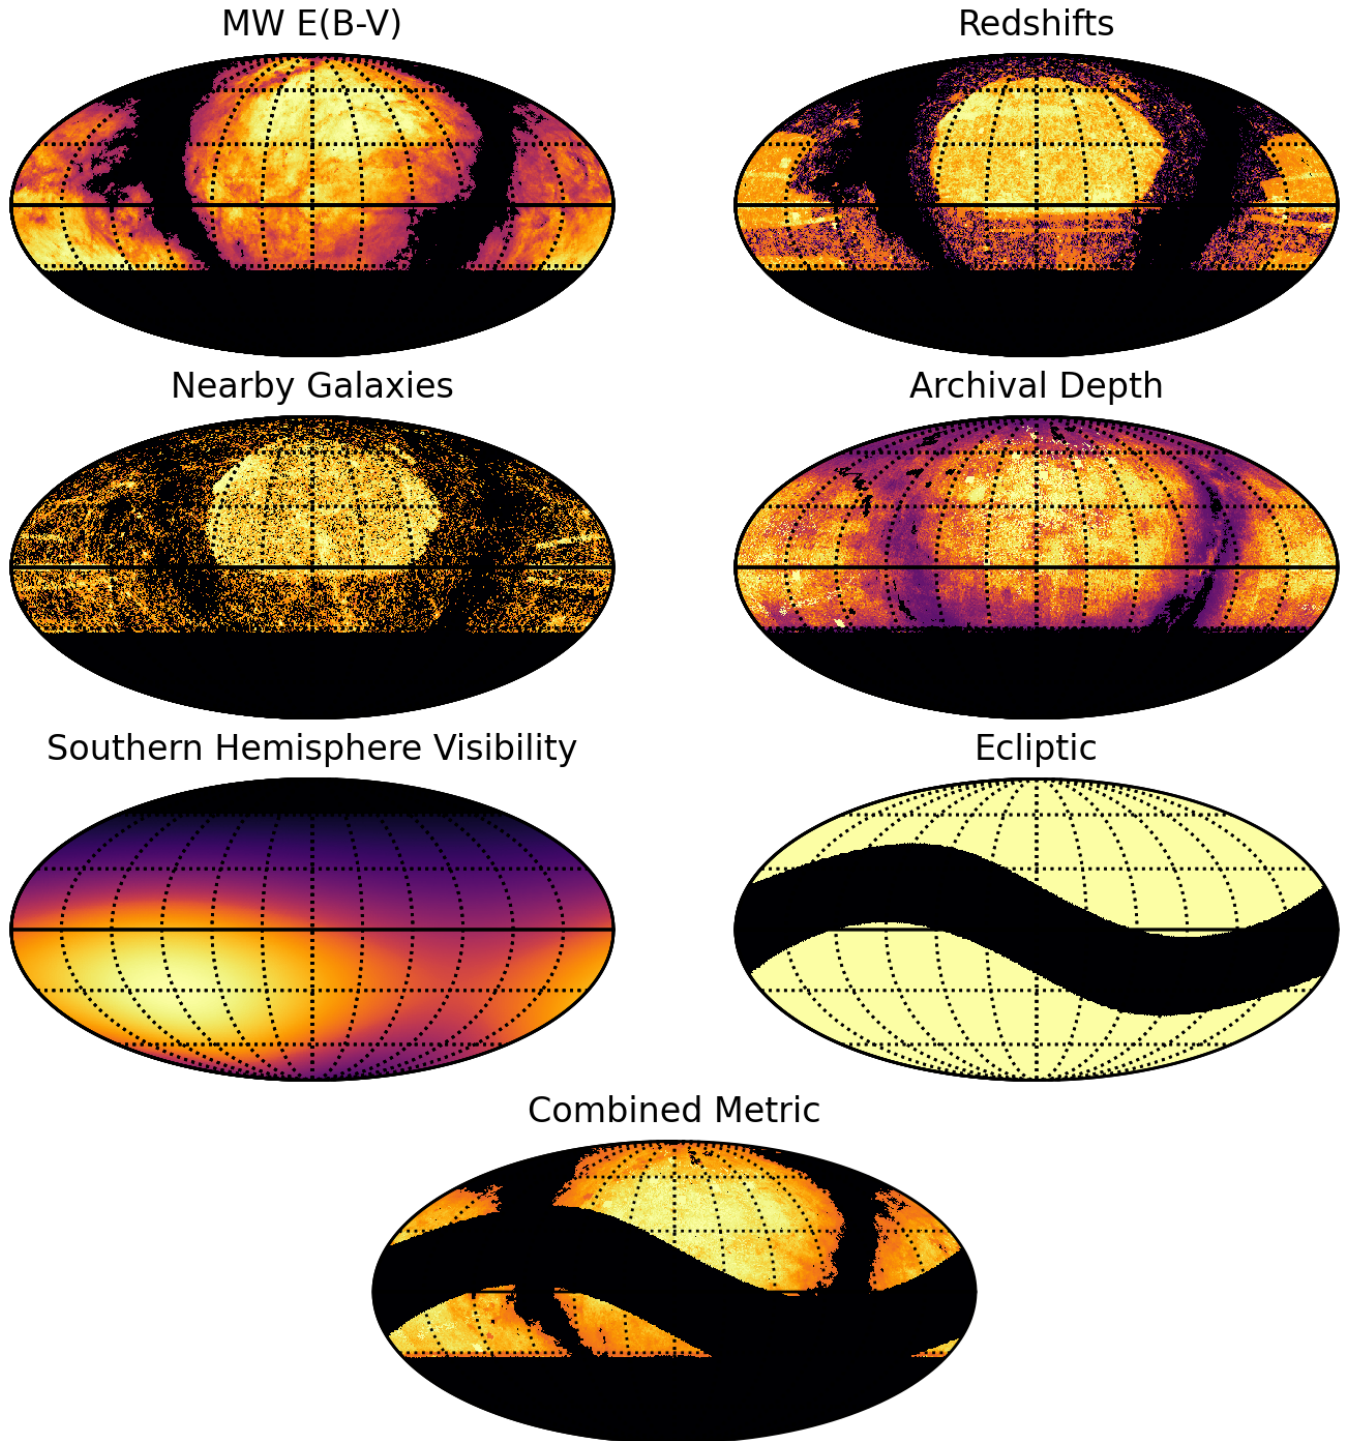 MW E(B-V)
Redshifts
Nearby Galaxies
Archival Depth
Southern Hemisphere Visibility
Ecliptic
Combined Metric